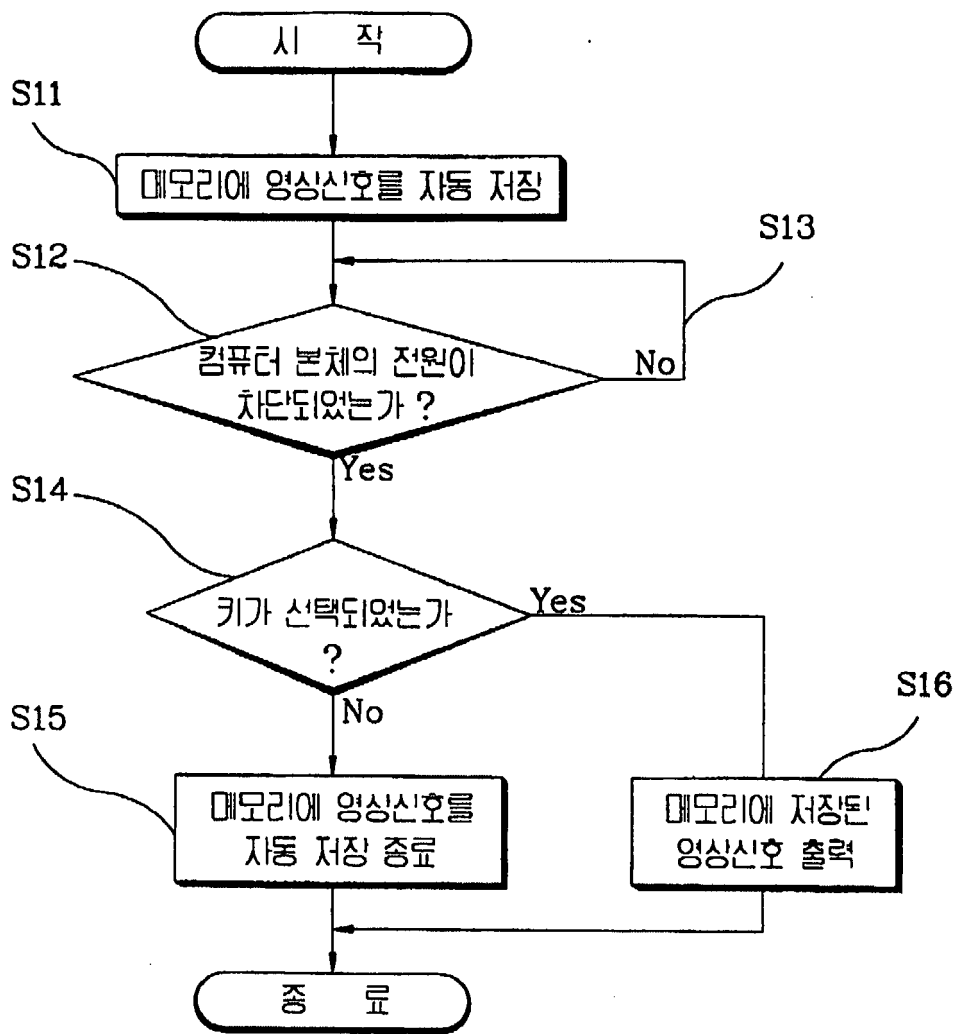 시 작
S11
메모리에 영상신호를 자동 저장
S13
S12
컴퓨터 본체의 전원이
차단되었는가 ?
No
Yes
S14
키가 선택되었는가
?
Yes
No
S16
S15
메모리에 영상신호를
자동 저장 종료
메모리에 저장된
영상신호 출력
종 료